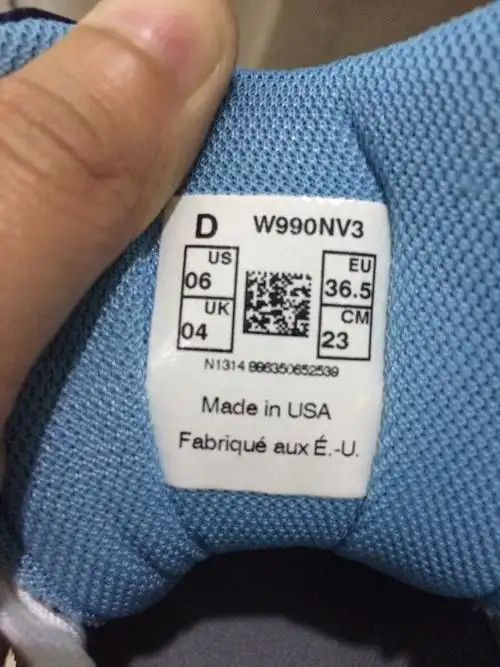 D W990NV3
US EU
06 36.5
UK CM
04 23
N1314 886350652539
Made in USA
Fabriqué aux É.-U.